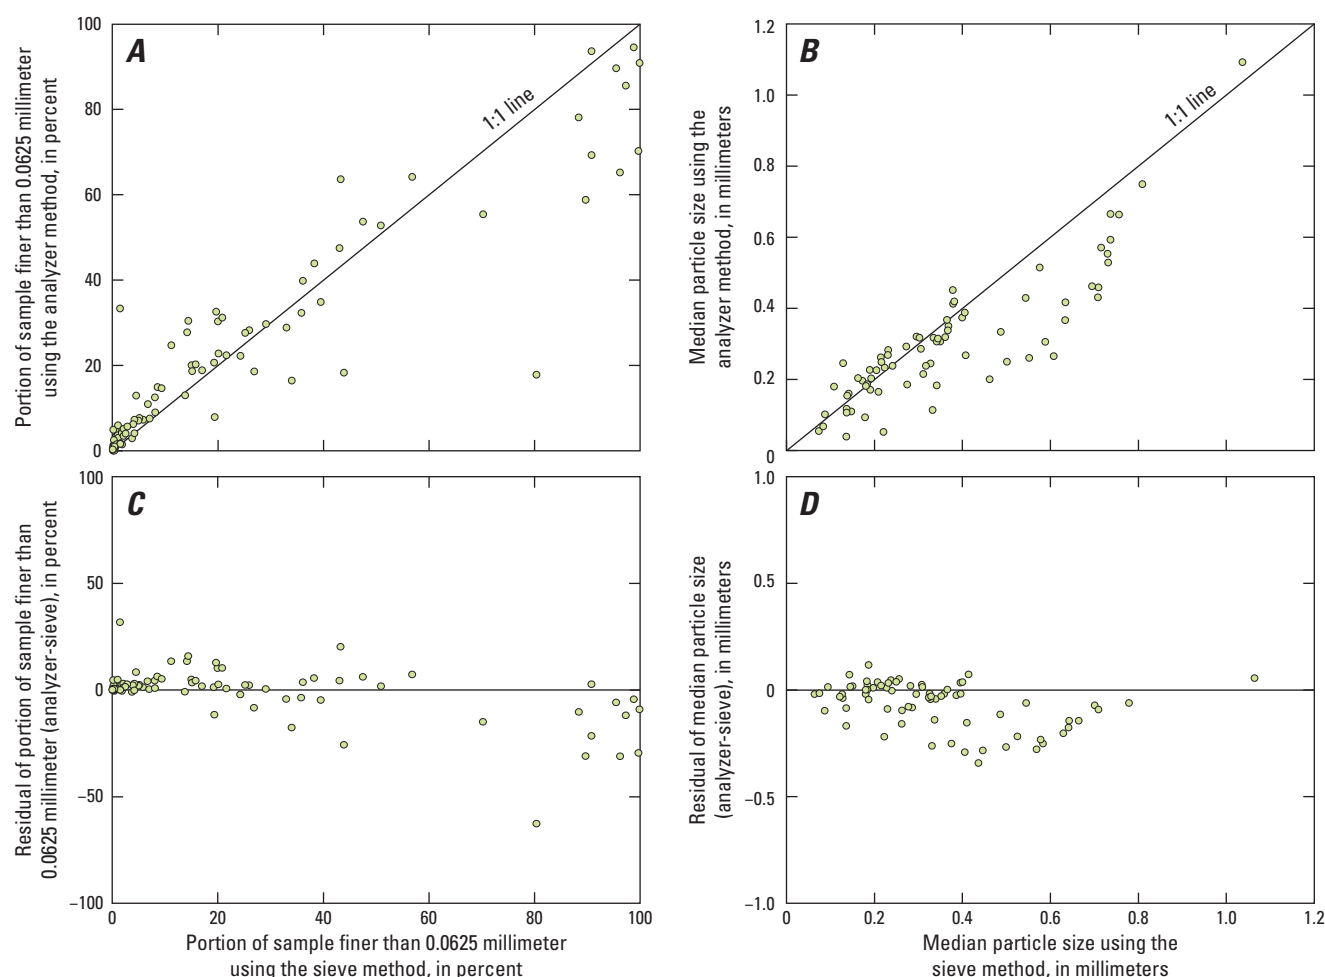 A
Portion of sample finer than 0.0625 millimeter
using the analyzer method, in percent
100
80
60
40
20
0
1:1 line
B
Median particle size using the
analyzer method, in millimeters
1.2
1.0
0.8
0.6
0.4
0.2
0
1:1 line
C
Residual of portion of sample finer than
0.0625 millimeter (analyzer-sieve), in percent
100
50
0
−50
−100
0 20 40 60 80 100
Portion of sample finer than 0.0625 millimeter
using the sieve method, in percent
D
Residual of median particle size
(analyzer-sieve), in millimeters
1.0
0.5
0
−0.5
−1.0
0 0.2 0.4 0.6 0.8 1.0 1.2
Median particle size using the
sieve method, in millimeters